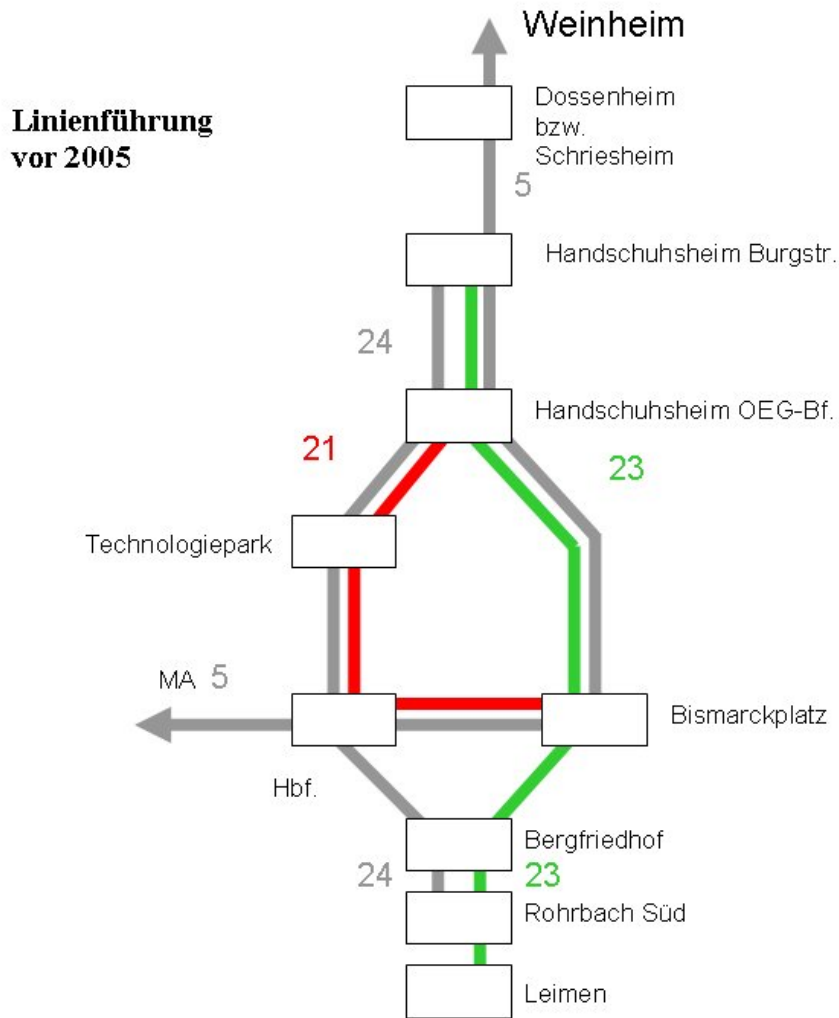 Weinheim
Linienführung
vor 2005
Dossenheim
bzw.
Schriesheim
5
Handschuhsheim Burgstr.
24
Handschuhsheim OEG-Bf.
21
23
Technologiepark
MA 5
Bismarckplatz
Hbf.
Bergfriedhof
24
23
Rohrbach Süd
Leimen